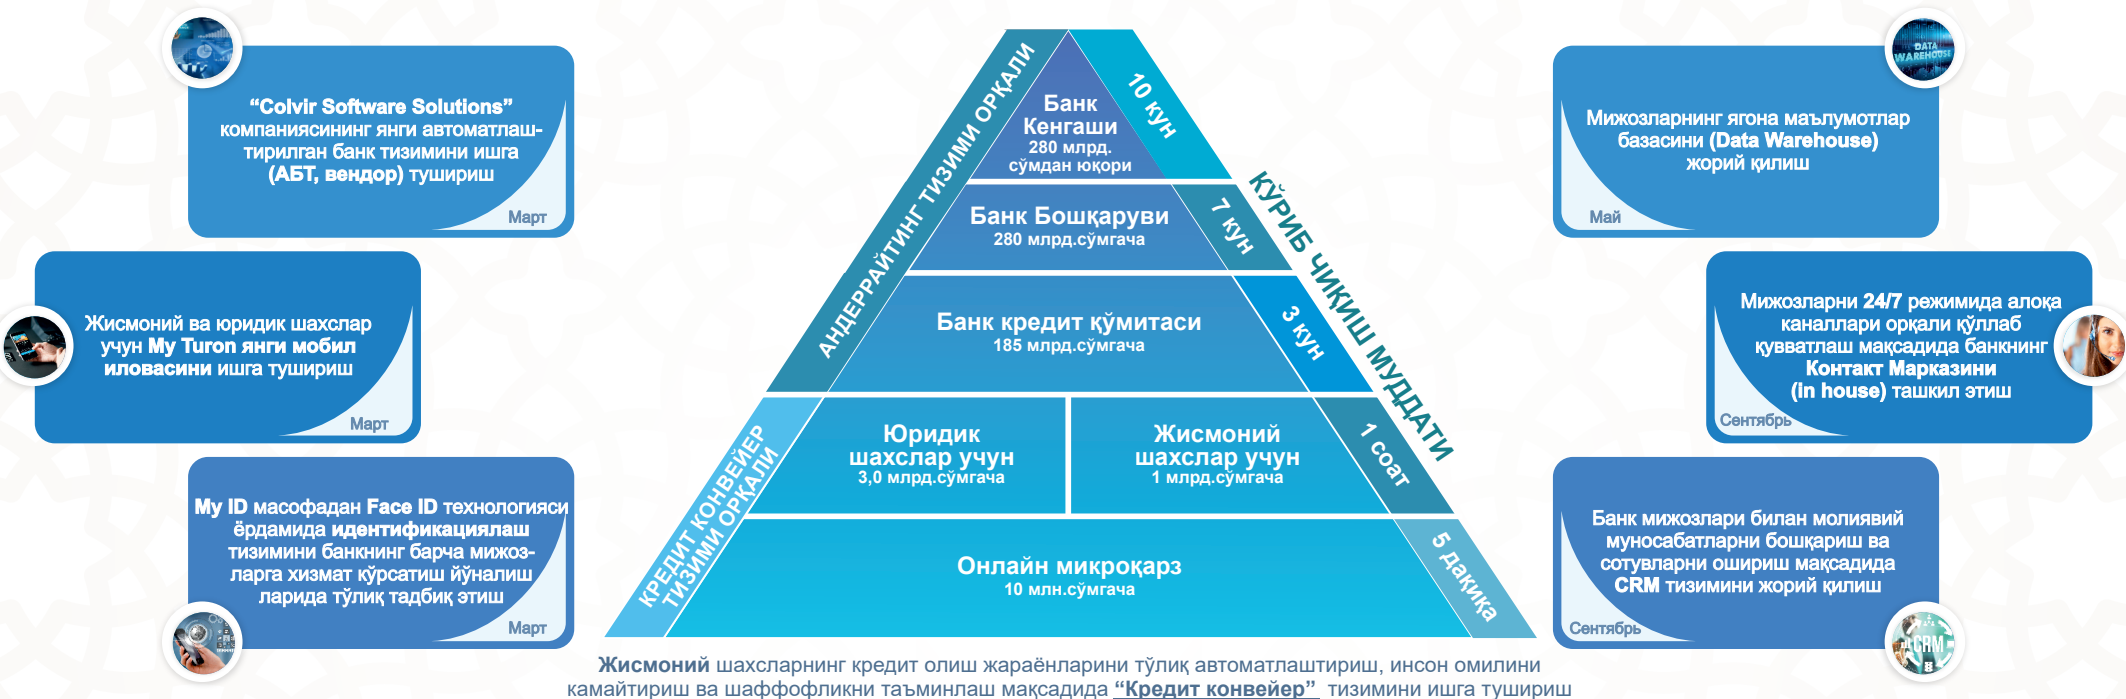 “Colvir Software Solutions”
компаниясининг янги автоматлаш-
тирилган банк тизимини ишга
(АБТ, вендор) тушириш
Март
Жисмоний ва юридик шахслар
учун My Turon янги мобил
иловасини ишга тушириш
Март
My ID масофадан Face ID технологияси
ёрдамида идентификациялаш
тизимини банкнинг барча мижоз-
ларга хизмат кўрсатиш йўналиш
ларида тўлиқ тадбиқ этиш
Март
АНДЕРРАЙТИНГ ТИЗИМИ ОРҚАЛИ
КРЕДИТ КОНВЕЙЕР
ТИЗИМИ ОРҚАЛИ
Банк
Кенгаши
280 млрд.
сўмдан юқори
10 кун
Банк Бошқаруви
280 млрд.сўмгача
7 кун
Банк кредит қўмитаси
185 млрд.сўмгача
3 кун
Юридик
шахслар учун
3,0 млрд.сўмгача
Жисмоний
шахслар учун
1 млрд.сўмгача
1 соат
Онлайн микроқарз
10 млн.сўмгача
5 дақиқа
КЎРИБ ЧИҚИШ МУДДАТИ
DATA
WAREHOUSE
Мижозларнинг ягона маълумотлар
базасини (Data Warehouse)
жорий қилиш
Май
Мижозларни 24/7 режимида алоқа
каналлари орқали қўллаб
қувватлаш мақсадида банкнинг
Контакт Марказини
(in house) ташкил этиш
Сентябрь
Банк мижозлари билан молиявий
муносабатларни бошқариш ва
сотувларни ошириш мақсадида
CRM тизимини жорий қилиш
Сентябрь
CRM
Жисмоний шахсларнинг кредит олиш жараёнларини тўлиқ автоматлаштириш, инсон омилини
камайтириш ва шаффофликни таъминлаш мақсадида “Кредит конвейер” тизимини ишга тушириш